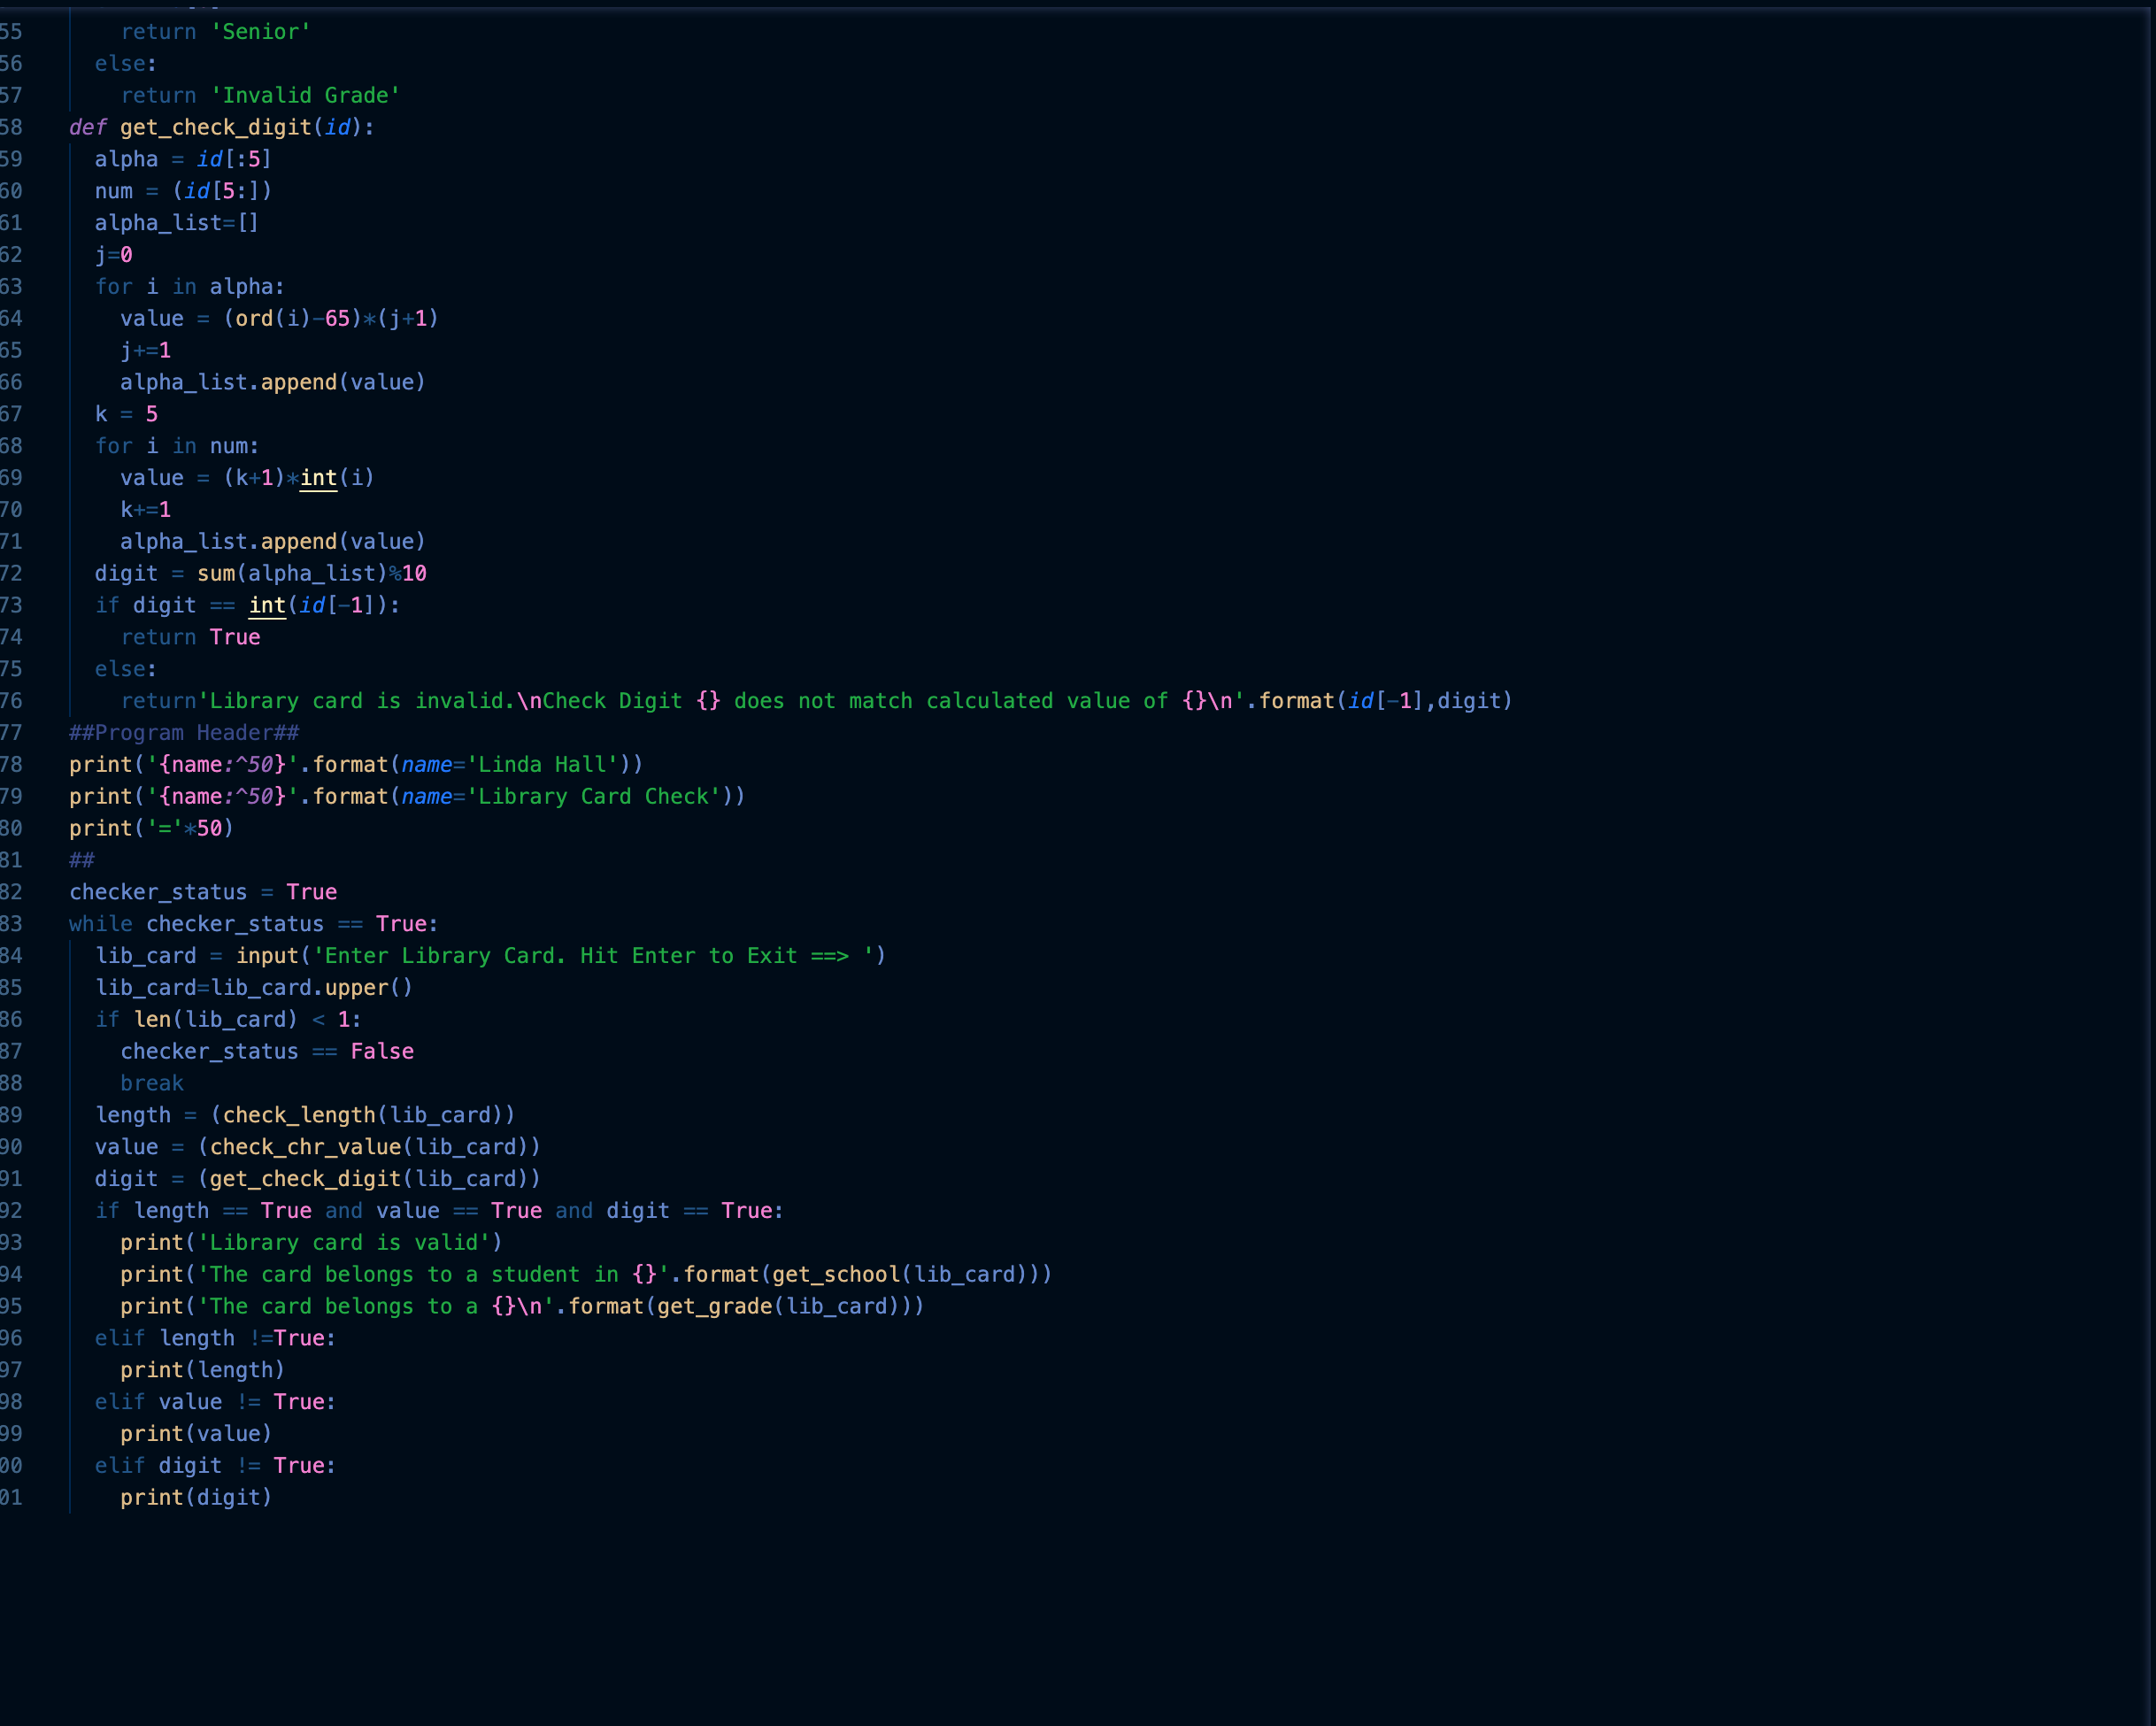 55      return 'Senior'
56    else:
57      return 'Invalid Grade'
58  def get_check_digit(id):
59    alpha = id[:5]
60    num = (id[5:])
61    alpha_list=[]
62    j=0
63    for i in alpha:
64      value = (ord(i)-65)*(j+1)
65      j+=1
66      alpha_list.append(value)
67    k = 5
68    for i in num:
69      value = (k+1)*int(i)
70      k+=1
71      alpha_list.append(value)
72    digit = sum(alpha_list)%10
73    if digit == int(id[-1]):
74      return True
75    else:
76      return'Library card is invalid.\nCheck Digit {} does not match calculated value of {}\n'.format(id[-1],digit)
77  ##Program Header##
78  print('{name:^50}'.format(name='Linda Hall'))
79  print('{name:^50}'.format(name='Library Card Check'))
80  print('='*50)
81  ##
82  checker_status = True
83  while checker_status == True:
84    lib_card = input('Enter Library Card. Hit Enter to Exit ==> ')
85    lib_card=lib_card.upper()
86    if len(lib_card) < 1:
87      checker_status == False
88      break
89    length = (check_length(lib_card))
90    value = (check_chr_value(lib_card))
91    digit = (get_check_digit(lib_card))
92    if length == True and value == True and digit == True:
93      print('Library card is valid')
94      print('The card belongs to a student in {}'.format(get_school(lib_card)))
95      print('The card belongs to a {}\n'.format(get_grade(lib_card)))
96    elif length !=True:
97      print(length)
98    elif value != True:
99      print(value)
00    elif digit != True:
01      print(digit)